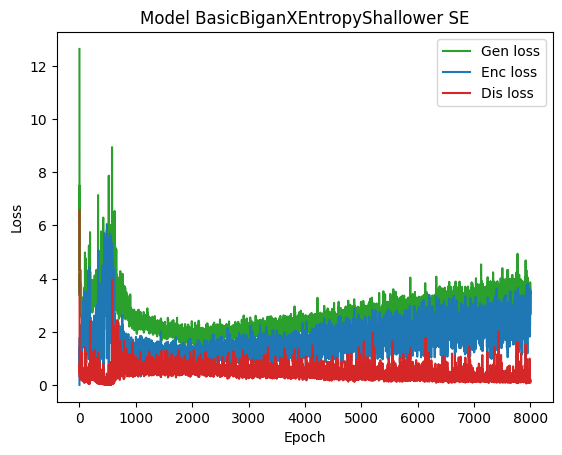 Model BasicBiganXEntropyShallower SE
Gen loss
Enc loss
Dis loss
12
10
8
6
4
2
0
Loss
0 1000 2000 3000 4000 5000 6000 7000 8000
Epoch